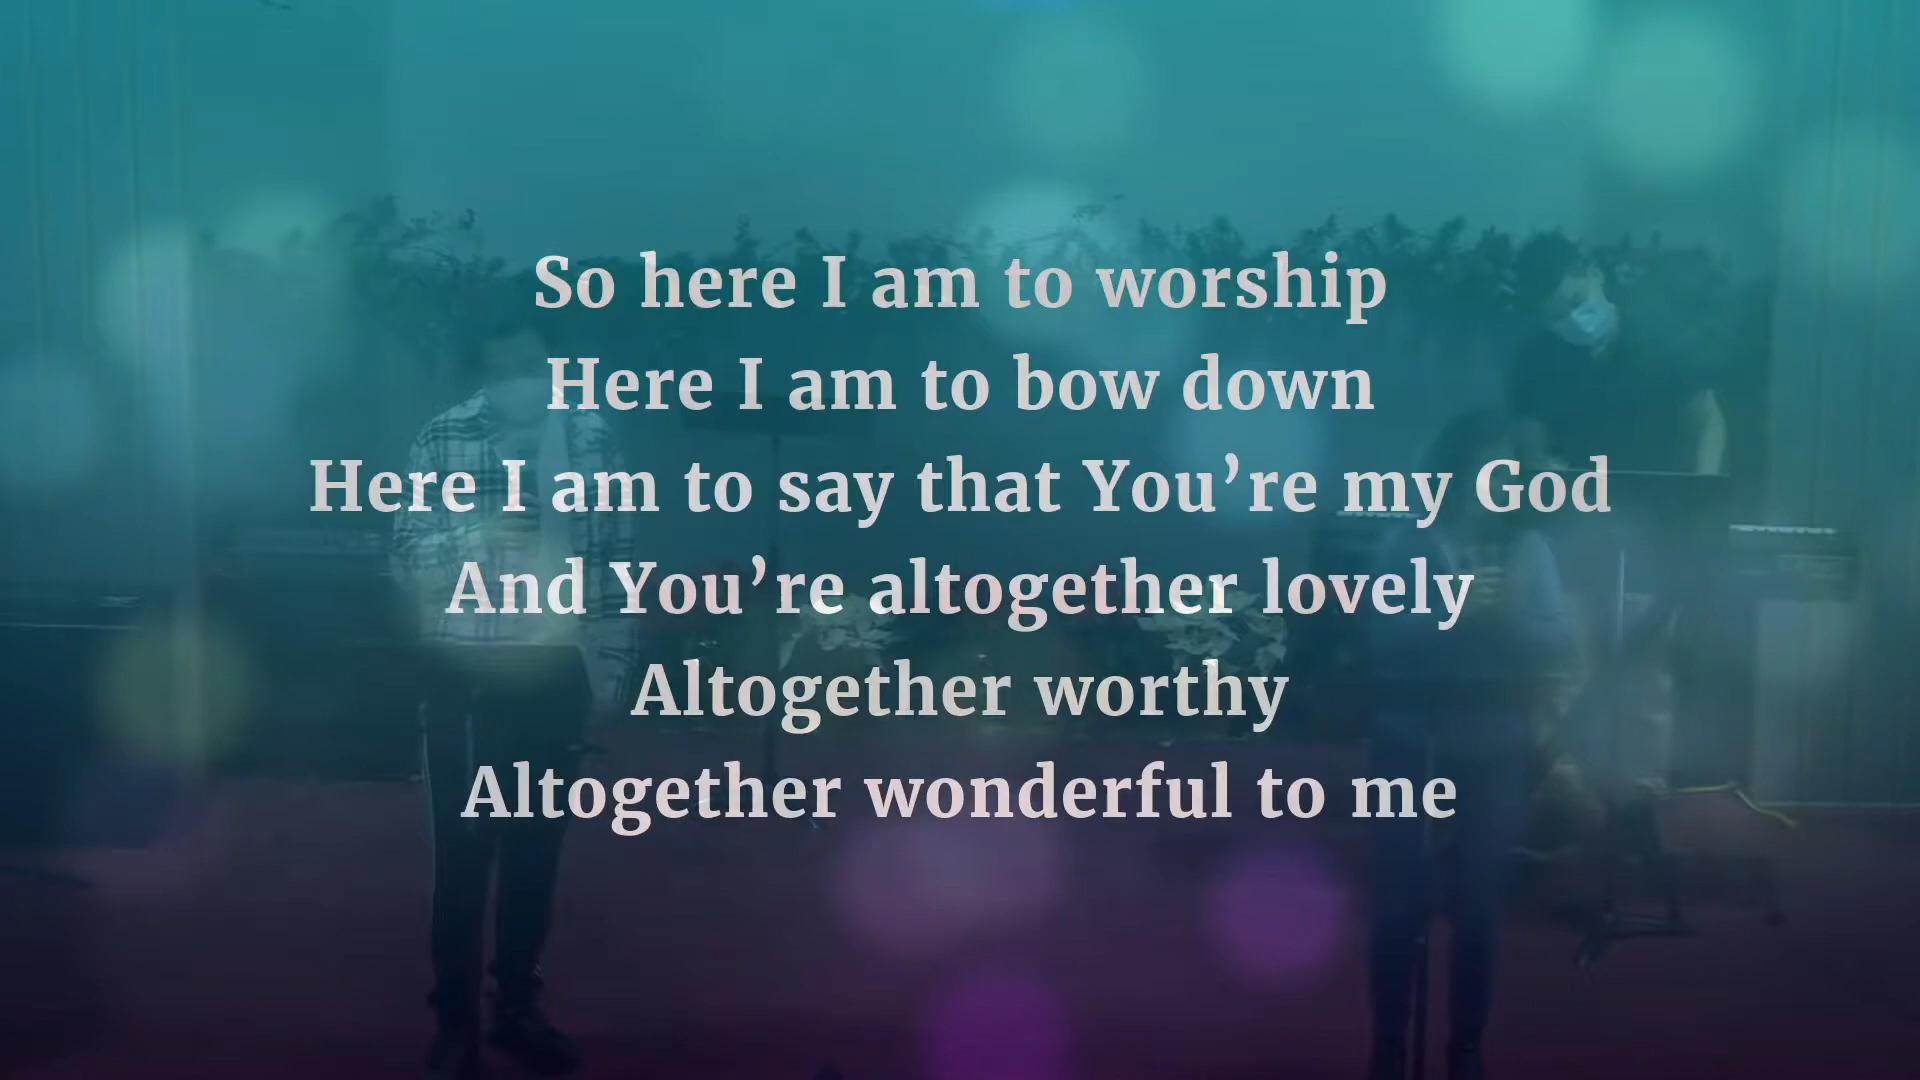 So here I am to worship
Here I am to bow down
Here I am to say that You’re my God
And You’re altogether lovely
Altogether worthy
Altogether wonderful to me